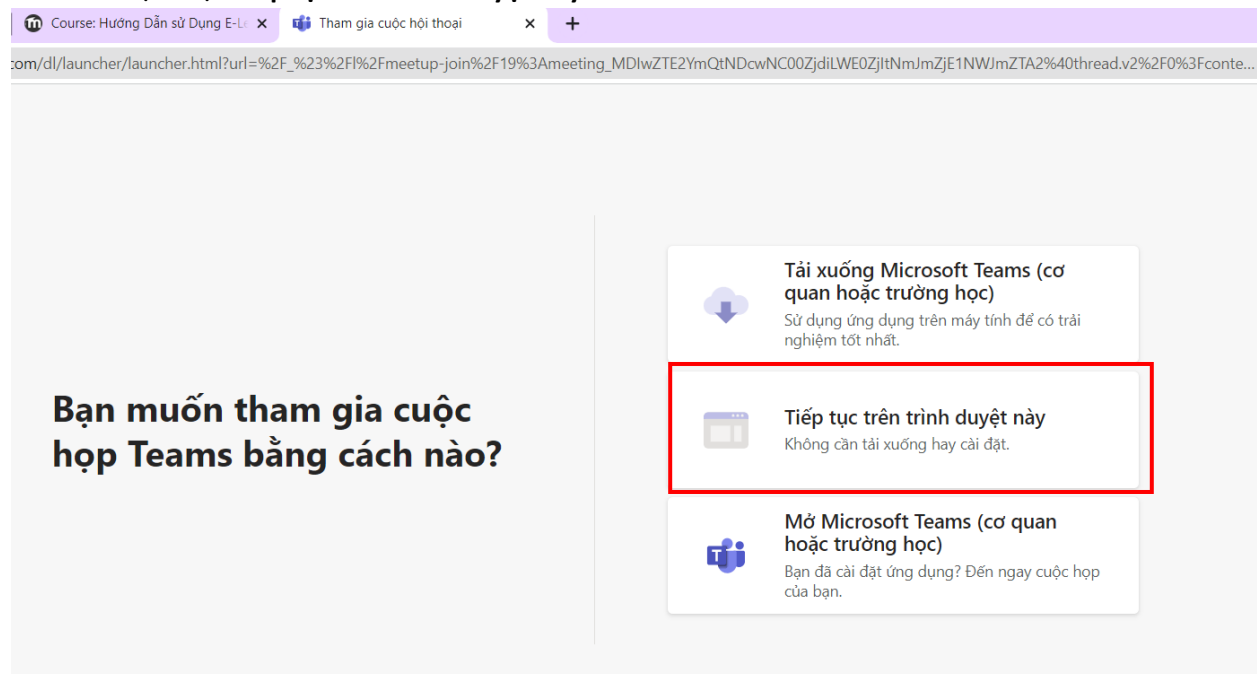 Course: Hướng Dẫn sử Dụng E-Le
Tham gia cuộc hội thoại
com/dl/launcher/launcher.html?url=%2F_%23%2Fl%2Fmeetup-join%2F19%3Ameeting_MDIwZTE2YmQtNDcwNC00ZjdiLWE0ZjItNmJmZjE1NWJmZTA2%40thread.v2%2F0%3Fconte...
Bạn muốn tham gia cuộc
họp Teams bằng cách nào?
Tải xuống Microsoft Teams (cơ
quan hoặc trường học)
Sử dụng ứng dụng trên máy tính để có trải
nghiệm tốt nhất.
Tiếp tục trên trình duyệt này
Không cần tải xuống hay cài đặt.
Mở Microsoft Teams (cơ quan
hoặc trường học)
Bạn đã cài đặt ứng dụng? Đến ngay cuộc họp
của bạn.